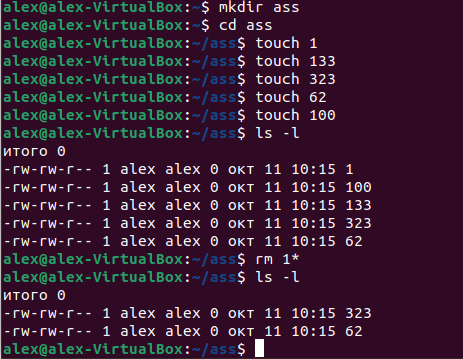 alex@alex-VirtualBox:~$ mkdir ass
alex@alex-VirtualBox:~$ cd ass
alex@alex-VirtualBox:~/ass$ touch 1
alex@alex-VirtualBox:~/ass$ touch 133
alex@alex-VirtualBox:~/ass$ touch 323
alex@alex-VirtualBox:~/ass$ touch 62
alex@alex-VirtualBox:~/ass$ touch 100
alex@alex-VirtualBox:~/ass$ ls -l
итого 0
-rw-rw-r-- 1 alex alex 0 окт 11 10:15 1
-rw-rw-r-- 1 alex alex 0 окт 11 10:15 100
-rw-rw-r-- 1 alex alex 0 окт 11 10:15 133
-rw-rw-r-- 1 alex alex 0 окт 11 10:15 323
-rw-rw-r-- 1 alex alex 0 окт 11 10:15 62
alex@alex-VirtualBox:~/ass$ rm 1*
alex@alex-VirtualBox:~/ass$ ls -l
итого 0
-rw-rw-r-- 1 alex alex 0 окт 11 10:15 323
-rw-rw-r-- 1 alex alex 0 окт 11 10:15 62
alex@alex-VirtualBox:~/ass$